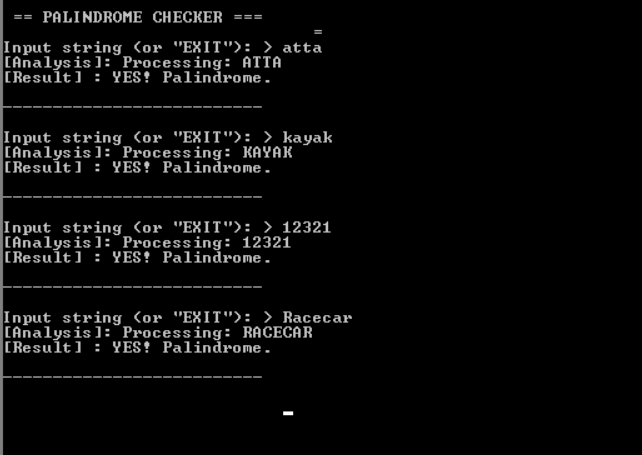 == PALINDROME CHECKER ===
=
Input string (or "EXIT"): > atta
[Analysis]: Processing: ATTA
[Result] : YES! Palindrome.
--------------------------
Input string (or "EXIT"): > kayak
[Analysis]: Processing: KAYAK
[Result] : YES! Palindrome.
--------------------------
Input string (or "EXIT"): > 12321
[Analysis]: Processing: 12321
[Result] : YES! Palindrome.
--------------------------
Input string (or "EXIT"): > Racecar
[Analysis]: Processing: RACECAR
[Result] : YES! Palindrome.
--------------------------